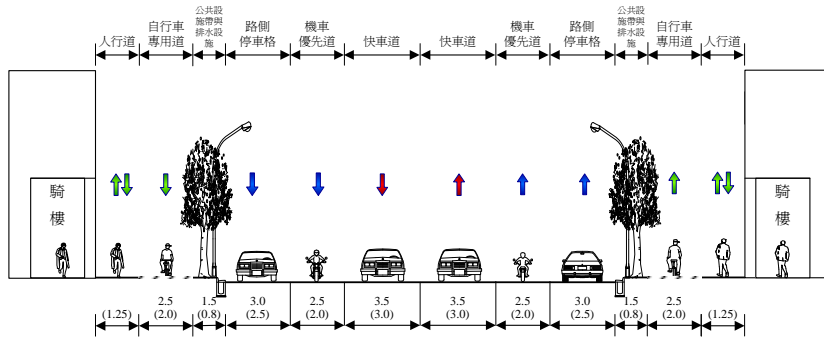 人行道
自行車
專用道
公共設
施帶與
排水設
施
路側
停車格
機車
優先道
快車道
快車道
機車
優先道
路側
停車格
公共設
施帶與
排水設
施
自行車
專用道
人行道
騎
樓
騎
樓
2.5 1.5 3.0 2.5 3.5 3.5 2.5 3.0 1.5 2.5
(1.25) (2.0) (0.8) (2.5) (2.0) (3.0) (3.0) (2.0) (2.5) (0.8) (2.0) (1.25)